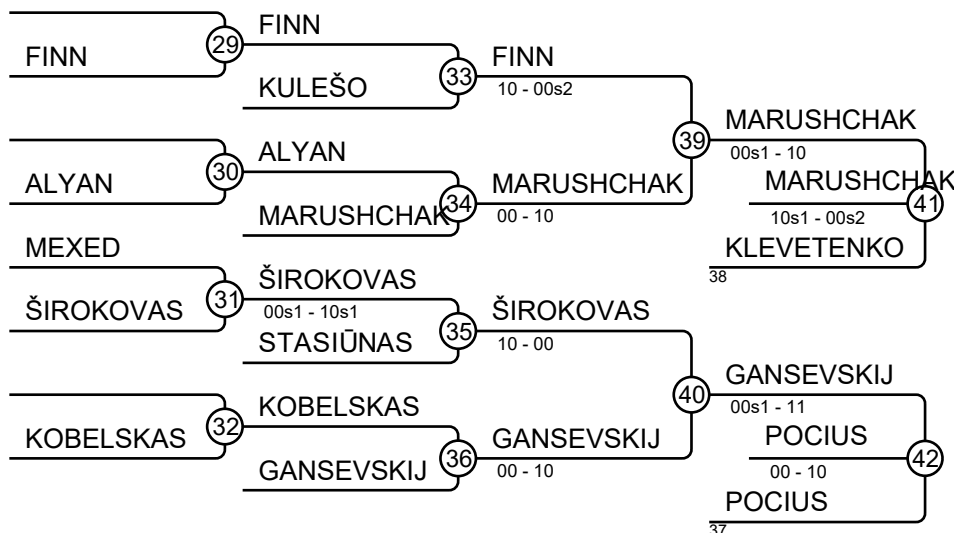 FINN
29
FINN
KULEŠO
33
FINN
10 - 00s2
ALYAN
30
ALYAN
MARUSHCHAK
34
MARUSHCHAK
00 - 10
39
MARUSHCHAK
00s1 - 10
MARUSHCHAK
10s1 - 00s2
41
KLEVETENKO
38
MEXED
ŠIROKOVAS
31
ŠIROKOVAS
00s1 - 10s1
STASIŪNAS
35
ŠIROKOVAS
10 - 00
KOBELSKAS
32
KOBELSKAS
GANSEVSKIJ
36
GANSEVSKIJ
00 - 10
40
GANSEVSKIJ
00s1 - 11
POCIUS
00 - 10
42
POCIUS
37